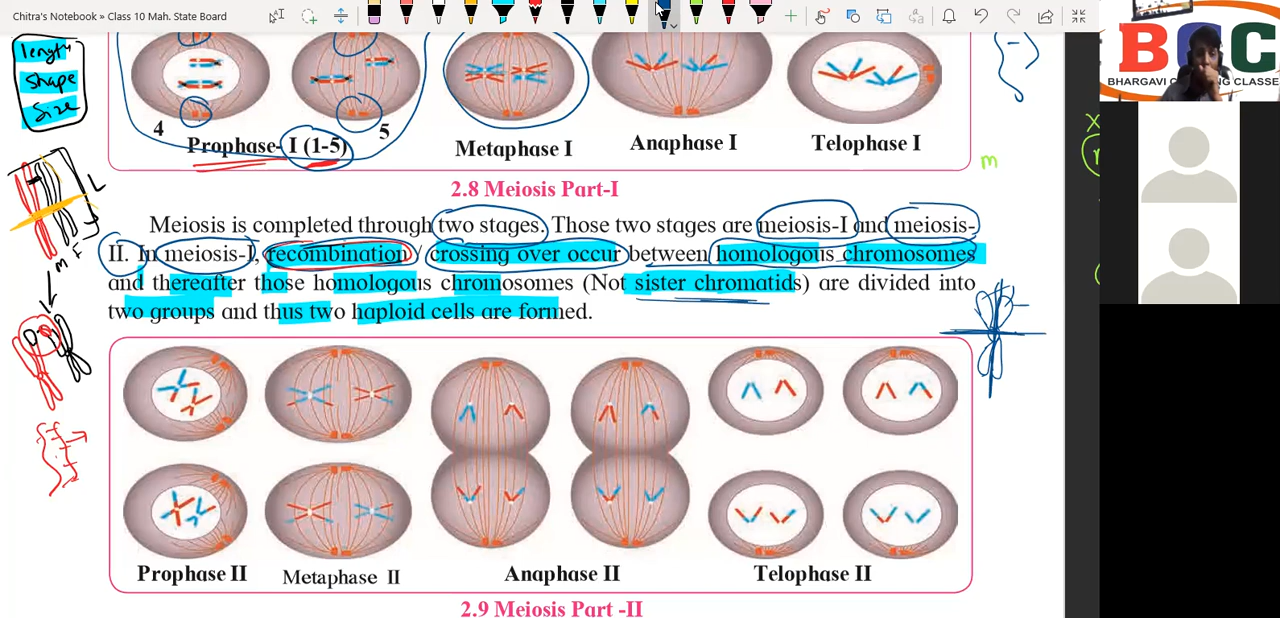 Chitra's Notebook » Class 10 Mah. State Board
length
shape
size
BHARGAVI CLASSE
4
5
Prophase- I (1-5)
Metaphase I
Anaphase I
Telophase I
m
2.8 Meiosis Part-I
Meiosis is completed through two stages. Those two stages are meiosis-I and meiosis-
II. In meiosis-I, recombination / crossing over occur between homologous chromosomes
and thereafter those homologous chromosomes (Not sister chromatids) are divided into
two groups and thus two haploid cells are formed.
L
M F
Prophase II
Metaphase II
Anaphase II
Telophase II
2.9 Meiosis Part -II